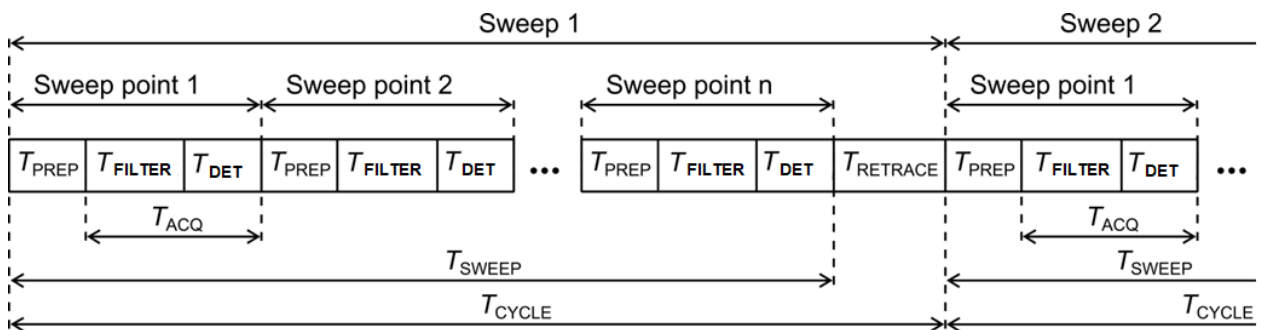 Sweep 1 Sweep 2
Sweep point 1 Sweep point 2 Sweep point n Sweep point 1
TPREP TFILTER TDET TPREP TFILTER TDET ••• TPREP TFILTER TDET TRETRACE TPREP TFILTER TDET •••
TACQ TACQ
TSWEEP TSWEEP
TCYCLE TCYCLE